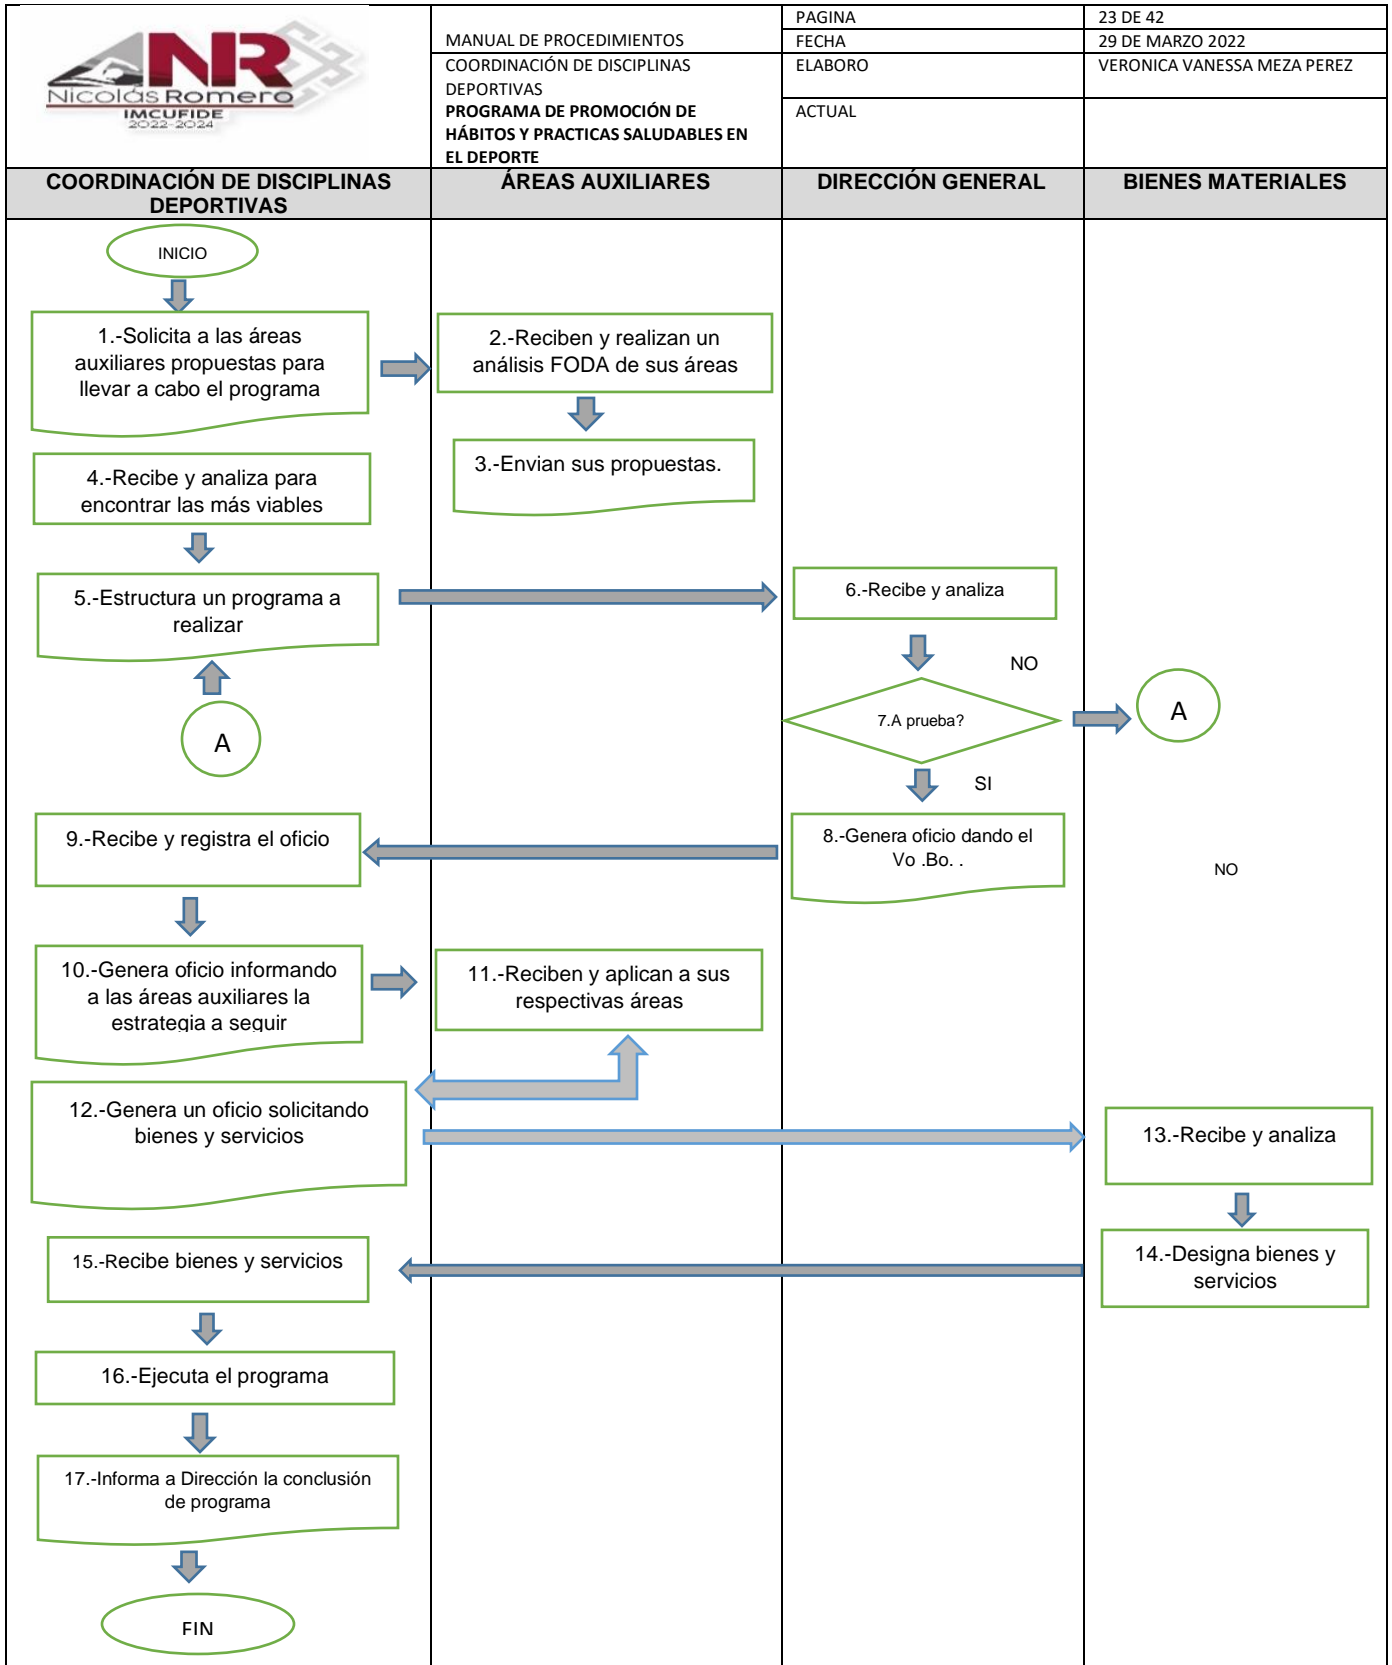 NR
Nicolás Romero
IMCUFIDE
2022-2024
MANUAL DE PROCEDIMIENTOS
COORDINACIÓN DE DISCIPLINAS
DEPORTIVAS
PROGRAMA DE PROMOCIÓN DE
HÁBITOS Y PRACTICAS SALUDABLES EN
EL DEPORTE
PAGINA
23 DE 42
FECHA
29 DE MARZO 2022
ELABORO
VERONICA VANESSA MEZA PEREZ
ACTUAL
COORDINACIÓN DE DISCIPLINAS
DEPORTIVAS
ÁREAS AUXILIARES
DIRECCIÓN GENERAL
BIENES MATERIALES
INICIO
1.-Solicita a las áreas
auxiliares propuestas para
llevar a cabo el programa
2.-Reciben y realizan un
análisis FODA de sus áreas
3.-Envian sus propuestas.
4.-Recibe y analiza para
encontrar las más viables
5.-Estructura un programa a
realizar
6.-Recibe y analiza
NO
7.A prueba?
A
A
SI
8.-Genera oficio dando el
Vo .Bo. .
NO
9.-Recibe y registra el oficio
10.-Genera oficio informando
a las áreas auxiliares la
estrategia a seguir
11.-Reciben y aplican a sus
respectivas áreas
12.-Genera un oficio solicitando
bienes y servicios
13.-Recibe y analiza
14.-Designa bienes y
servicios
15.-Recibe bienes y servicios
16.-Ejecuta el programa
17.-Informa a Dirección la conclusión
de programa
FIN